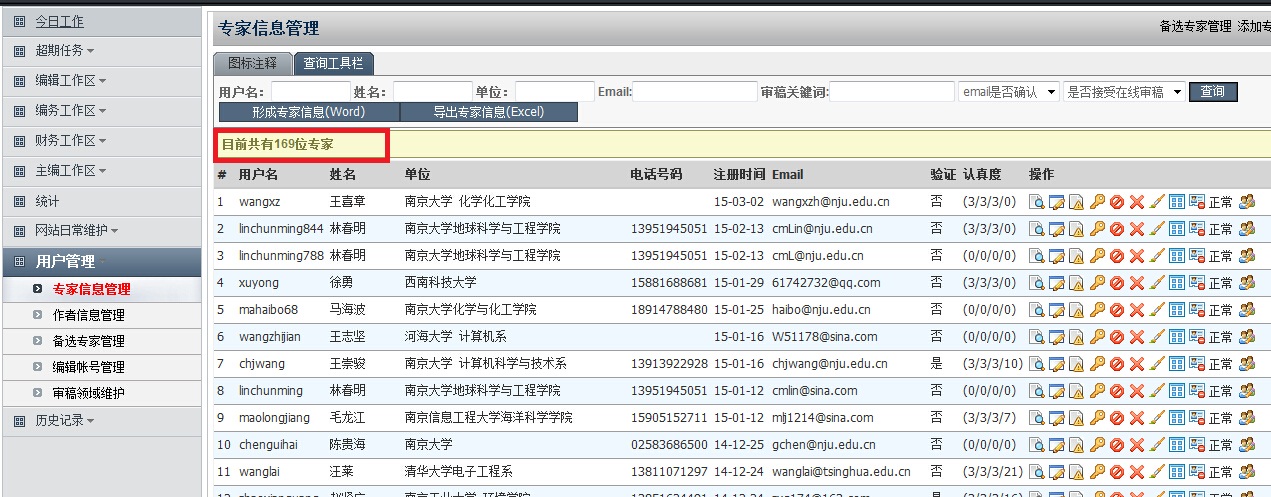 今日工作
超期任务
编辑工作区
编务工作区
财务工作区
主编工作区
统计
网站日常维护
用户管理
专家信息管理
作者信息管理
备选专家管理
编辑帐号管理
审稿领域维护
历史记录
专家信息管理 备选专家管理 添加专
图标注释 查询工具栏
用户名: 姓名: 单位: Email: 审稿关键词: email是否确认 是否接受在线审稿 查询
形成专家信息(Word) 导出专家信息(Excel)
目前共有169位专家
# 用户名 姓名 单位 电话号码 注册时间 Email 验证 认真度 操作
1 wangxz 王喜章 南京大学 化学化工学院 15-03-02 wangxzh@nju.edu.cn 否 (3/3/3/0) 正常
2 linchunming844 林春明 南京大学地球科学与工程学院 13951945051 15-02-13 cmLin@nju.edu.cn 否 (3/3/3/0) 正常
3 linchunming788 林春明 南京大学地球科学与工程学院 13951945051 15-02-13 cmL@nju.edu.cn 否 (0/0/0/0) 正常
4 xuyong 徐勇 西南科技大学 15881688681 15-01-29 61742732@qq.com 否 (3/3/3/0) 正常
5 mahaibo68 马海波 南京大学化学与化工学院 18914788480 15-01-25 haibo@nju.edu.cn 否 (0/0/0/0) 正常
6 wangzhijian 王志坚 河海大学 计算机系 15-01-16 W51178@sina.com 否 (0/0/0/0) 正常
7 chjwang 王崇骏 南京大学 计算机科学与技术系 13913922928 15-01-16 chjwang@nju.edu.cn 是 (3/3/3/10) 正常
8 linchunming 林春明 南京大学地球科学与工程学院 13951945051 15-01-12 cmlin@sina.com 否 (0/0/0/0) 正常
9 maolongjiang 毛龙江 南京信息工程大学海洋科学学院 15905152711 15-01-12 mlj1214@sina.com 否 (3/3/3/7) 正常
10 chenguihai 陈贵海 南京大学 02583686500 14-12-25 gchen@nju.edu.cn 否 (0/0/0/0) 正常
11 wanglai 汪莱 清华大学电子工程系 13811071297 14-12-24 wanglai@tsinghua.edu.cn 否 (3/3/3/21) 正常